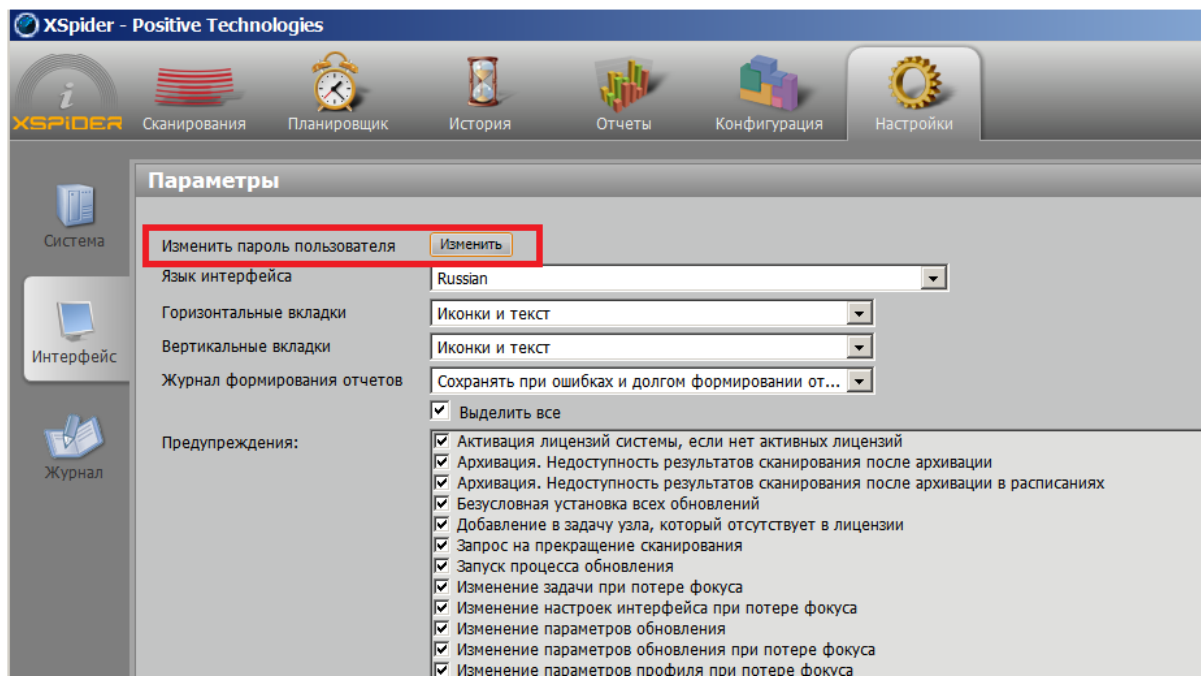 XSpider - Positive Technologies
XSPiDER
Сканирования
Планировщик
История
Отчеты
Конфигурация
Настройки
Параметры
Система
Изменить пароль пользователя Изменить
Язык интерфейса Russian
Горизонтальные вкладки Иконки и текст
Интерфейс
Вертикальные вкладки Иконки и текст
Журнал формирования отчетов Сохранять при ошибках и долгом формировании от...
Выделить все
Журнал
Предупреждения:
Активация лицензий системы, если нет активных лицензий
Архивация. Недоступность результатов сканирования после архивации
Архивация. Недоступность результатов сканирования после архивации в расписаниях
Безусловная установка всех обновлений
Добавление в задачу узла, который отсутствует в лицензии
Запрос на прекращение сканирования
Запуск процесса обновления
Изменение задачи при потере фокуса
Изменение настроек интерфейса при потере фокуса
Изменение параметров обновления
Изменение параметров обновления при потере фокуса
Изменение параметров профиля при потере фокуса